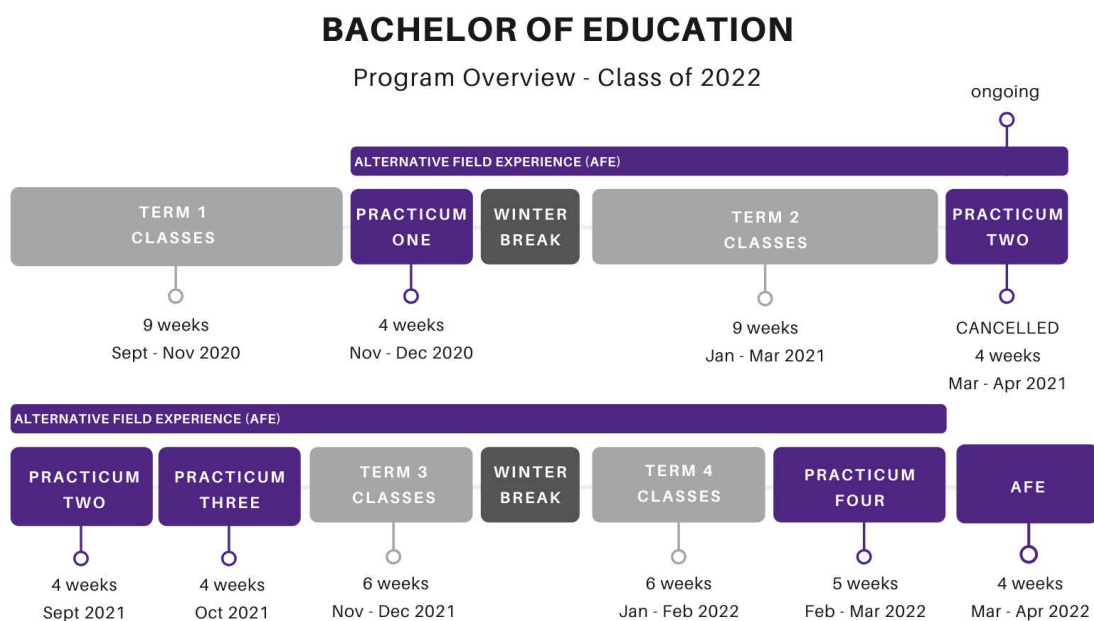 BACHELOR OF EDUCATION
Program Overview - Class of 2022
ongoing
ALTERNATIVE FIELD EXPERIENCE (AFE)
TERM 1
CLASSES
9 weeks
Sept - Nov 2020
PRACTICUM
ONE
4 weeks
Nov - Dec 2020
WINTER
BREAK
TERM 2
CLASSES
9 weeks
Jan - Mar 2021
PRACTICUM
TWO
CANCELLED
4 weeks
Mar - Apr 2021
ALTERNATIVE FIELD EXPERIENCE (AFE)
PRACTICUM
TWO
4 weeks
Sept 2021
PRACTICUM
THREE
4 weeks
Oct 2021
TERM 3
CLASSES
6 weeks
Nov - Dec 2021
WINTER
BREAK
TERM 4
CLASSES
6 weeks
Jan - Feb 2022
PRACTICUM
FOUR
5 weeks
Feb - Mar 2022
AFE
4 weeks
Mar - Apr 2022